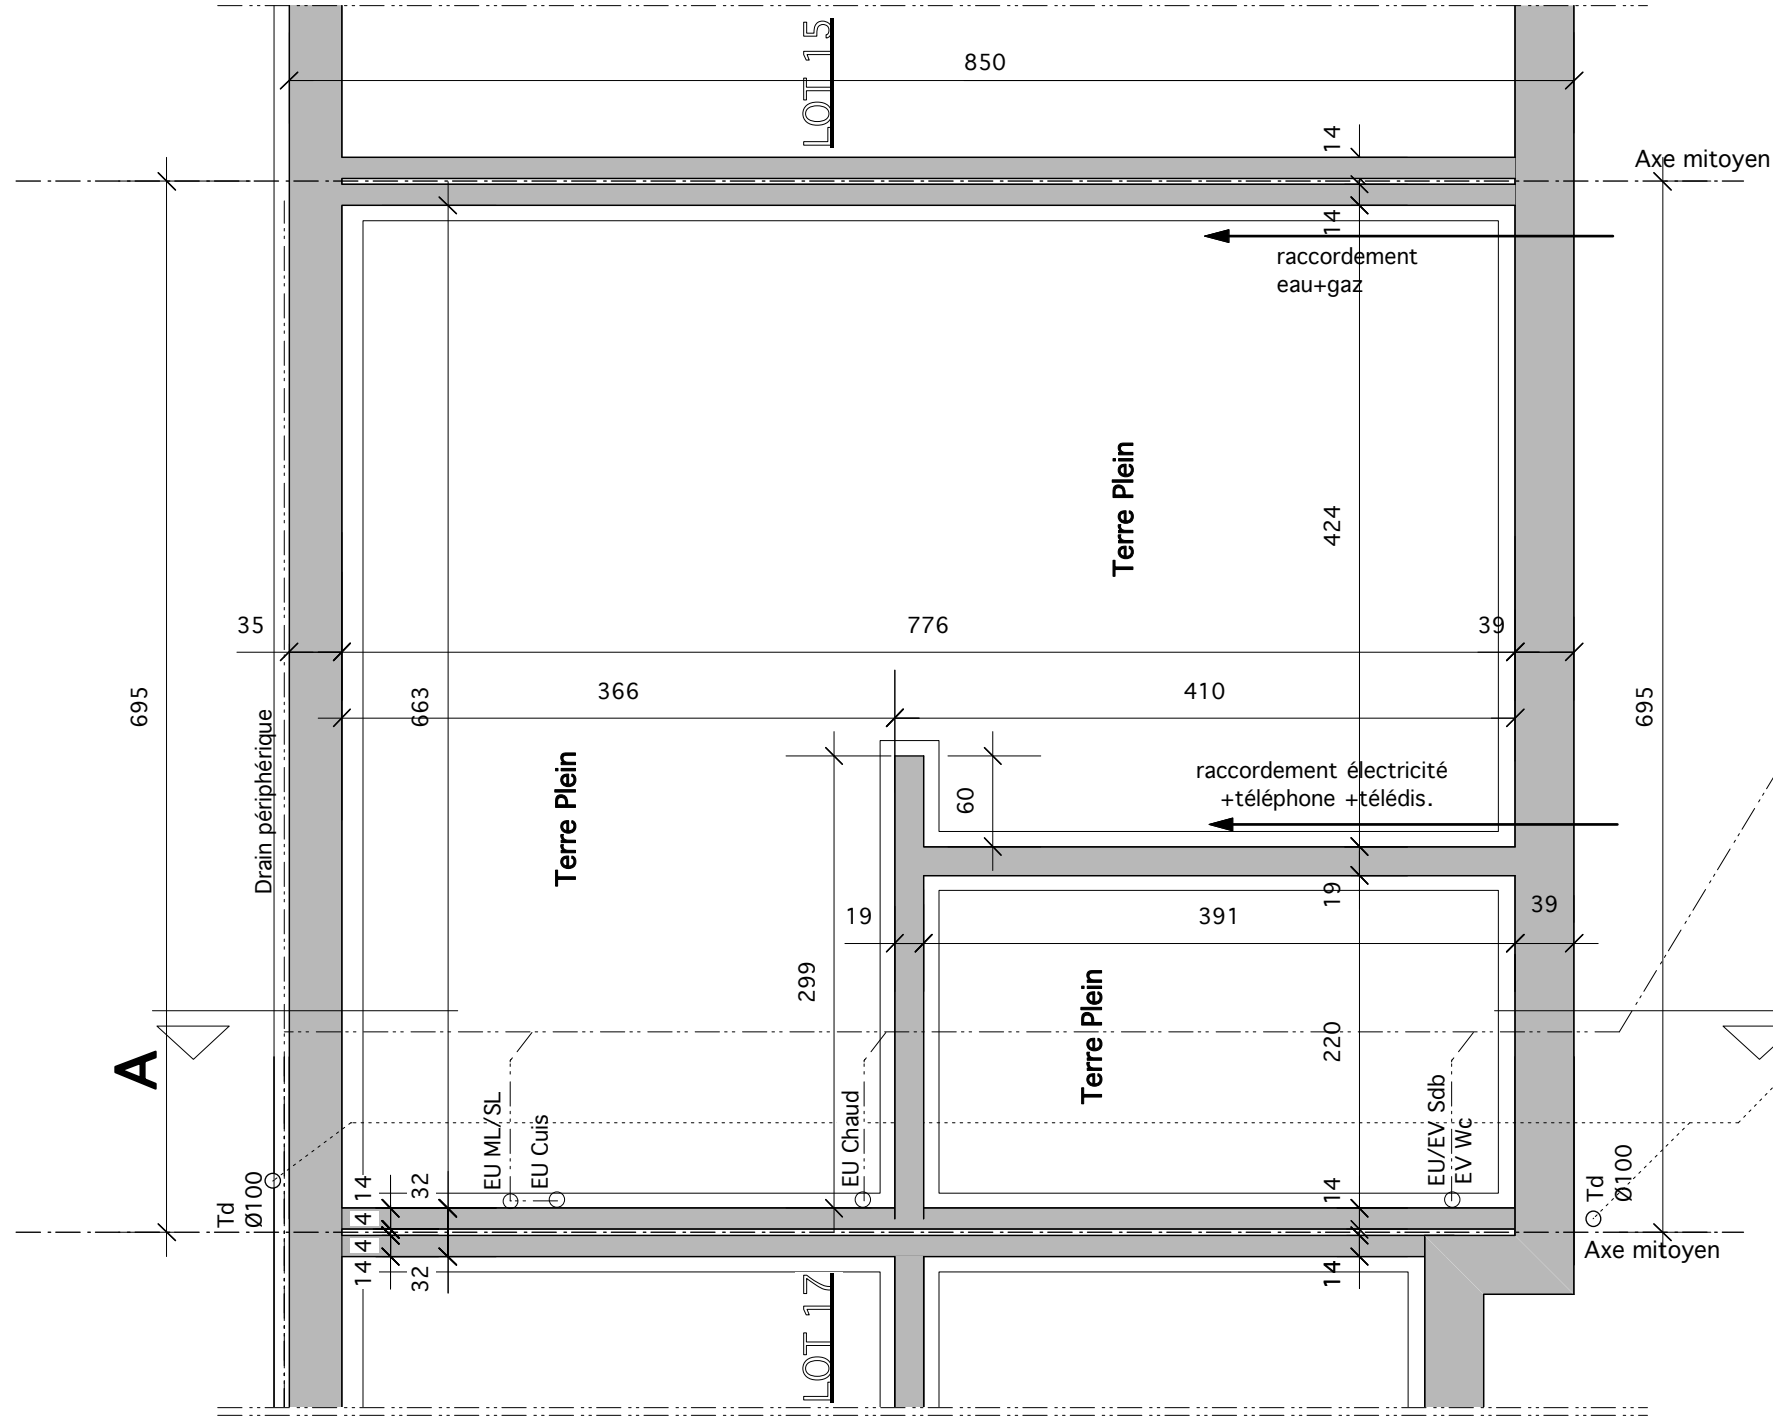 LOT 15
850
14
Axe mitoyen
14
raccordement
eau+gaz
Terre Plein
424
35
776
39
366
410
695
663
695
Drain périphérique
Terre Plein
60
raccordement électricité
+téléphone +télédis.
19
19
391
39
299
Terre Plein
220
A
EU ML/SL
EU Cuis
EU Chaud
EU/EV Sdb
EV Wc
Td
Ø100
14
32
14
Td
Ø100
4
4
14
32
14
Axe mitoyen
LOT 17